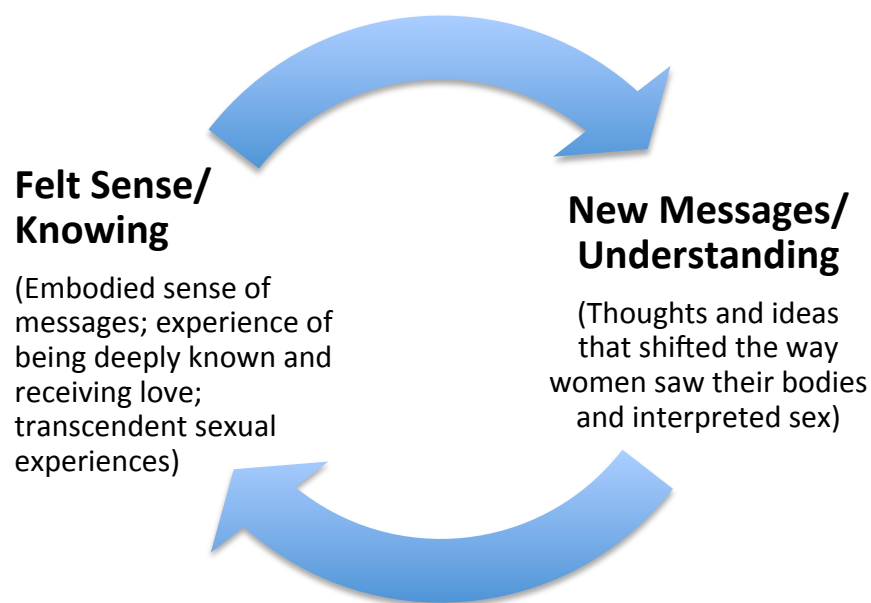 Felt Sense/
Knowing
(Embodied sense of
messages; experience of
being deeply known and
receiving love;
transcendent sexual
experiences)
New Messages/
Understanding
(Thoughts and ideas
that shifted the way
women saw their bodies
and interpreted sex)